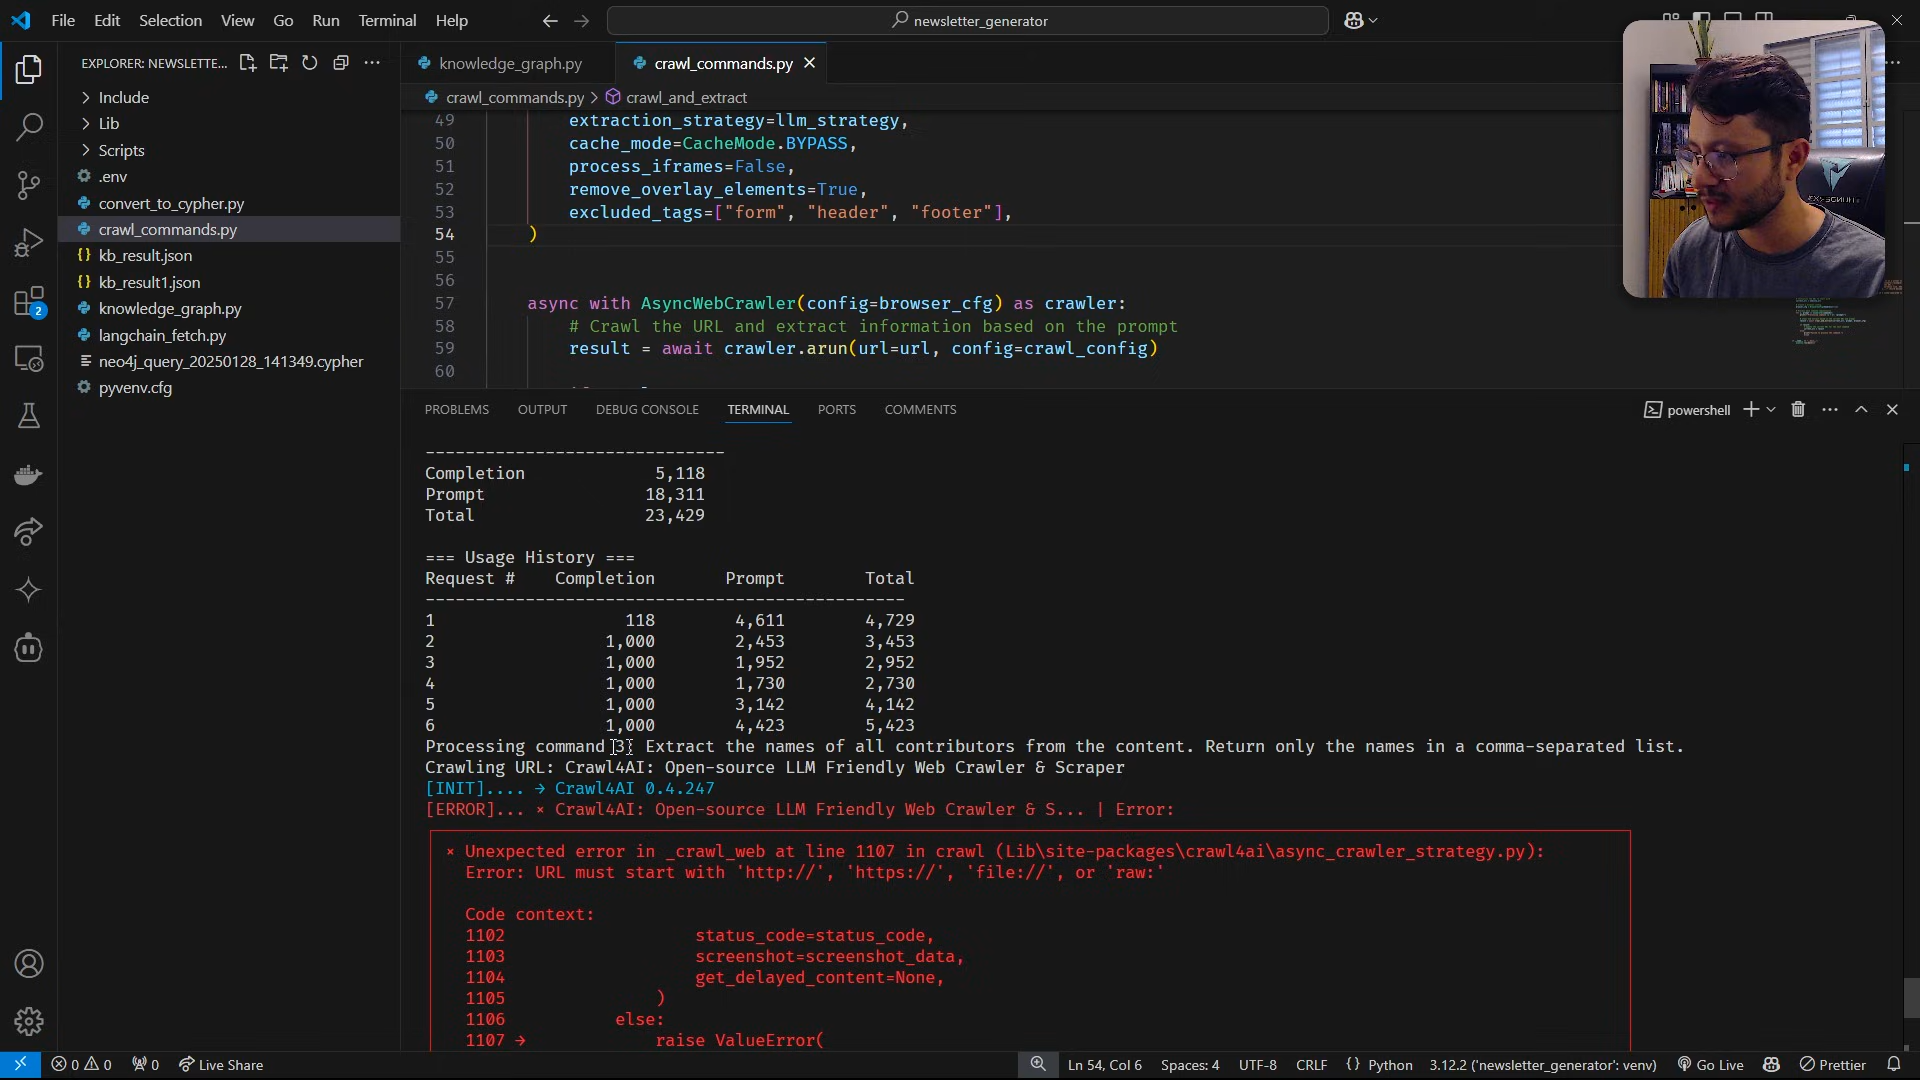 File Edit Selection View Go Run Terminal Help
newsletter_generator
EXPLORER: NEWSLETTE...
Include
Lib
Scripts
.env
convert_to_cypher.py
crawl_commands.py
kb_result.json
kb_result1.json
knowledge_graph.py
langchain_fetch.py
neo4j_query_20250128_141349.cypher
pyvenv.cfg
2
knowledge_graph.py crawl_commands.py
crawl_commands.py > crawl_and_extract
49 extraction_strategy=llm_strategy,
50 cache_mode=CacheMode.BYPASS,
51 process_iframes=False,
52 remove_overlay_elements=True,
53 excluded_tags=["form", "header", "footer"],
54 )
55
56
57 async with AsyncWebCrawler(config=browser_cfg) as crawler:
58 # Crawl the URL and extract information based on the prompt
59 result = await crawler.arun(url=url, config=crawl_config)
60
PROBLEMS OUTPUT DEBUG CONSOLE TERMINAL PORTS COMMENTS
powershell
------------------------------
Completion 5,118
Prompt 18,311
Total 23,429
=== Usage History ===
Request # Completion Prompt Total
------------------------------------------------
1 118 4,611 4,729
2 1,000 2,453 3,453
3 1,000 1,952 2,952
4 1,000 1,730 2,730
5 1,000 3,142 4,142
6 1,000 4,423 5,423
Processing command 3: Extract the names of all contributors from the content. Return only the names in a comma-separated list.
Crawling URL: Crawl4AI: Open-source LLM Friendly Web Crawler & Scraper
[INIT].... → Crawl4AI 0.4.247
[ERROR]... × Crawl4AI: Open-source LLM Friendly Web Crawler & S... | Error:
× Unexpected error in _crawl_web at line 1107 in crawl (Lib\site-packages\crawl4ai\async_crawler_strategy.py):
Error: URL must start with 'http://', 'https://', 'file://', or 'raw:'
Code context:
1102 status_code=status_code,
1103 screenshot=screenshot_data,
1104 get_delayed_content=None,
1105 )
1106 else:
1107 → raise ValueError(
0 0 0 Live Share
Ln 54, Col 6 Spaces: 4 UTF-8 CRLF {} Python 3.12.2 ('newsletter_generator': venv) Go Live Prettier